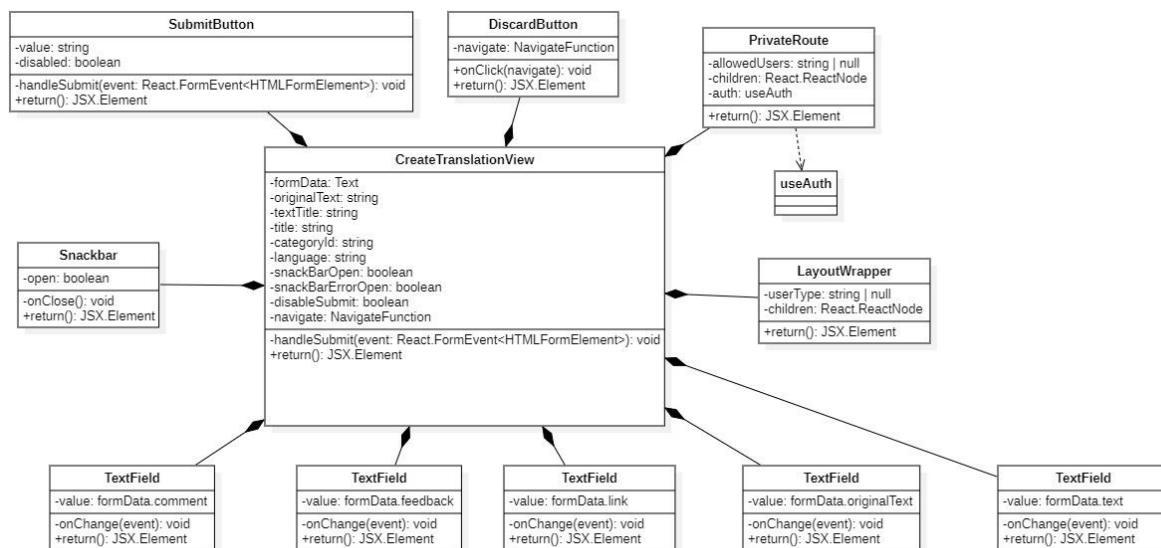 SubmitButton
-value: string
-disabled: boolean
-handleSubmit(event: React.FormEvent<HTMLFormElement>): void
+return(): JSX.Element
DiscardButton
-navigate: NavigateFunction
+onClick(navigate): void
+return(): JSX.Element
PrivateRoute
-allowedUsers: string | null
-children: React.ReactNode
-auth: useAuth
+return(): JSX.Element
useAuth
CreateTranslationView
-formData: Text
-originalText: string
-textTitle: string
-title: string
-categoryId: string
-language: string
-snackBarOpen: boolean
-snackBarErrorOpen: boolean
-disableSubmit: boolean
-navigate: NavigateFunction
-handleSubmit(event: React.FormEvent<HTMLFormElement>): void
+return(): JSX.Element
Snackbar
-open: boolean
-onClose(): void
+return(): JSX.Element
LayoutWrapper
-userType: string | null
-children: React.ReactNode
+return(): JSX.Element
TextField
-value: formData.comment
-onChange(event): void
+return(): JSX.Element
TextField
-value: formData.feedback
-onChange(event): void
+return(): JSX.Element
TextField
-value: formData.link
-onChange(event): void
+return(): JSX.Element
TextField
-value: formData.originalText
-onChange(event): void
+return(): JSX.Element
TextField
-value: formData.text
-onChange(event): void
+return(): JSX.Element